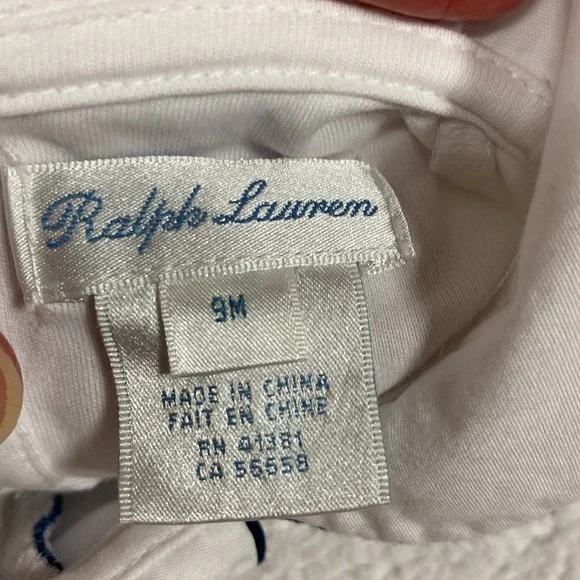 Ralph Lauren
9M
MADE IN CHINA
FAIT EN CHINE
RN 41381
CA 56558